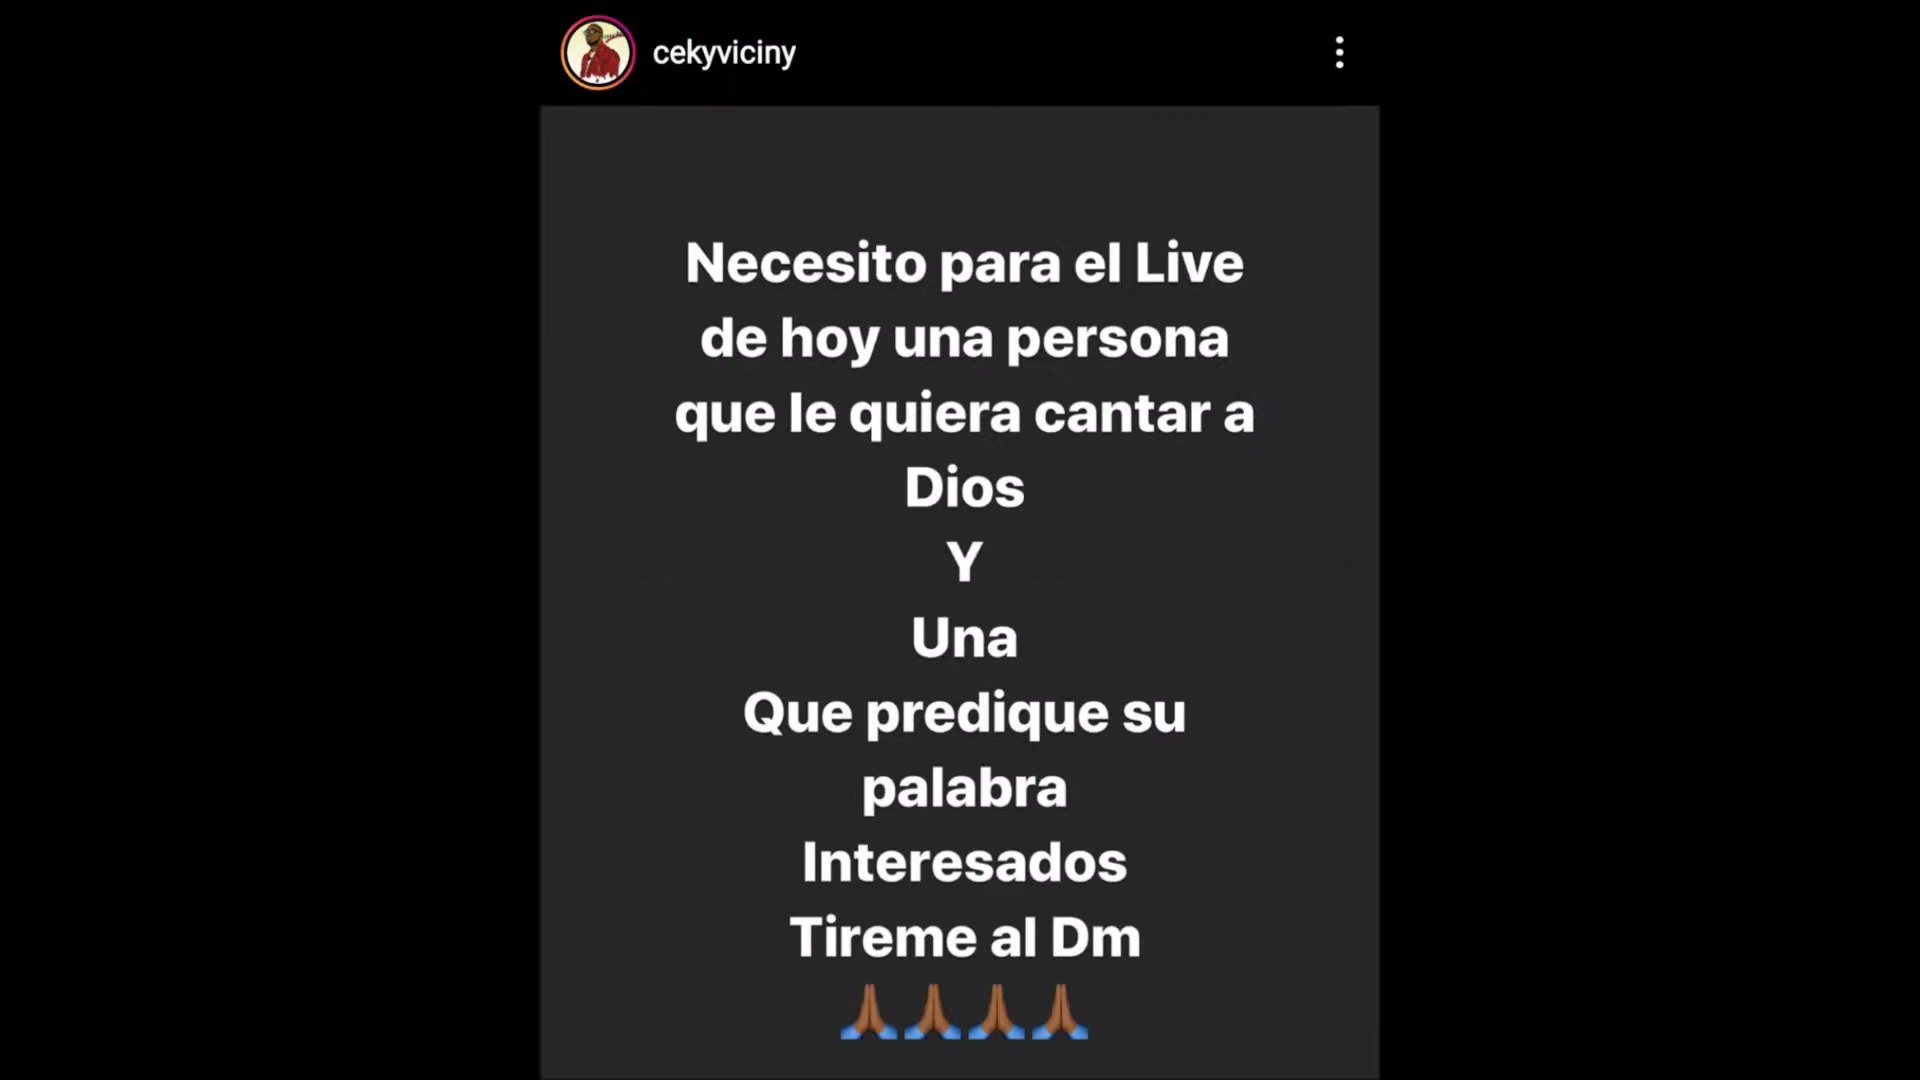 cekyviciny
Necesito para el Live
de hoy una persona
que le quiera cantar a
Dios
Y
Una
Que predique su
palabra
Interesados
Tireme al Dm
🙏🏾🙏🏾🙏🏾🙏🏾